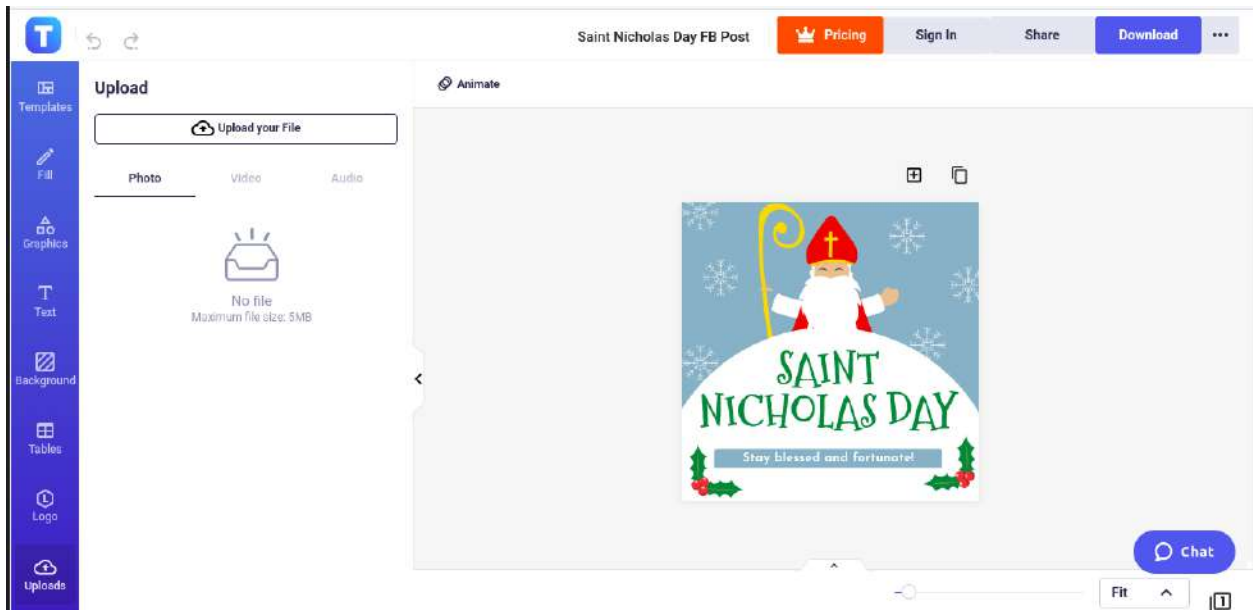 T
Saint Nicholas Day FB Post
Pricing
Sign In
Share
Download
Templates
Fill
Graphics
Text
Background
Tables
Logo
Uploads
Upload
Upload your File
Photo
Video
Audio
No file
Maximum file size: 5MB
Animate
SAINT
NICHOLAS DAY
Stay blessed and fortunate!
Chat
Fit
1